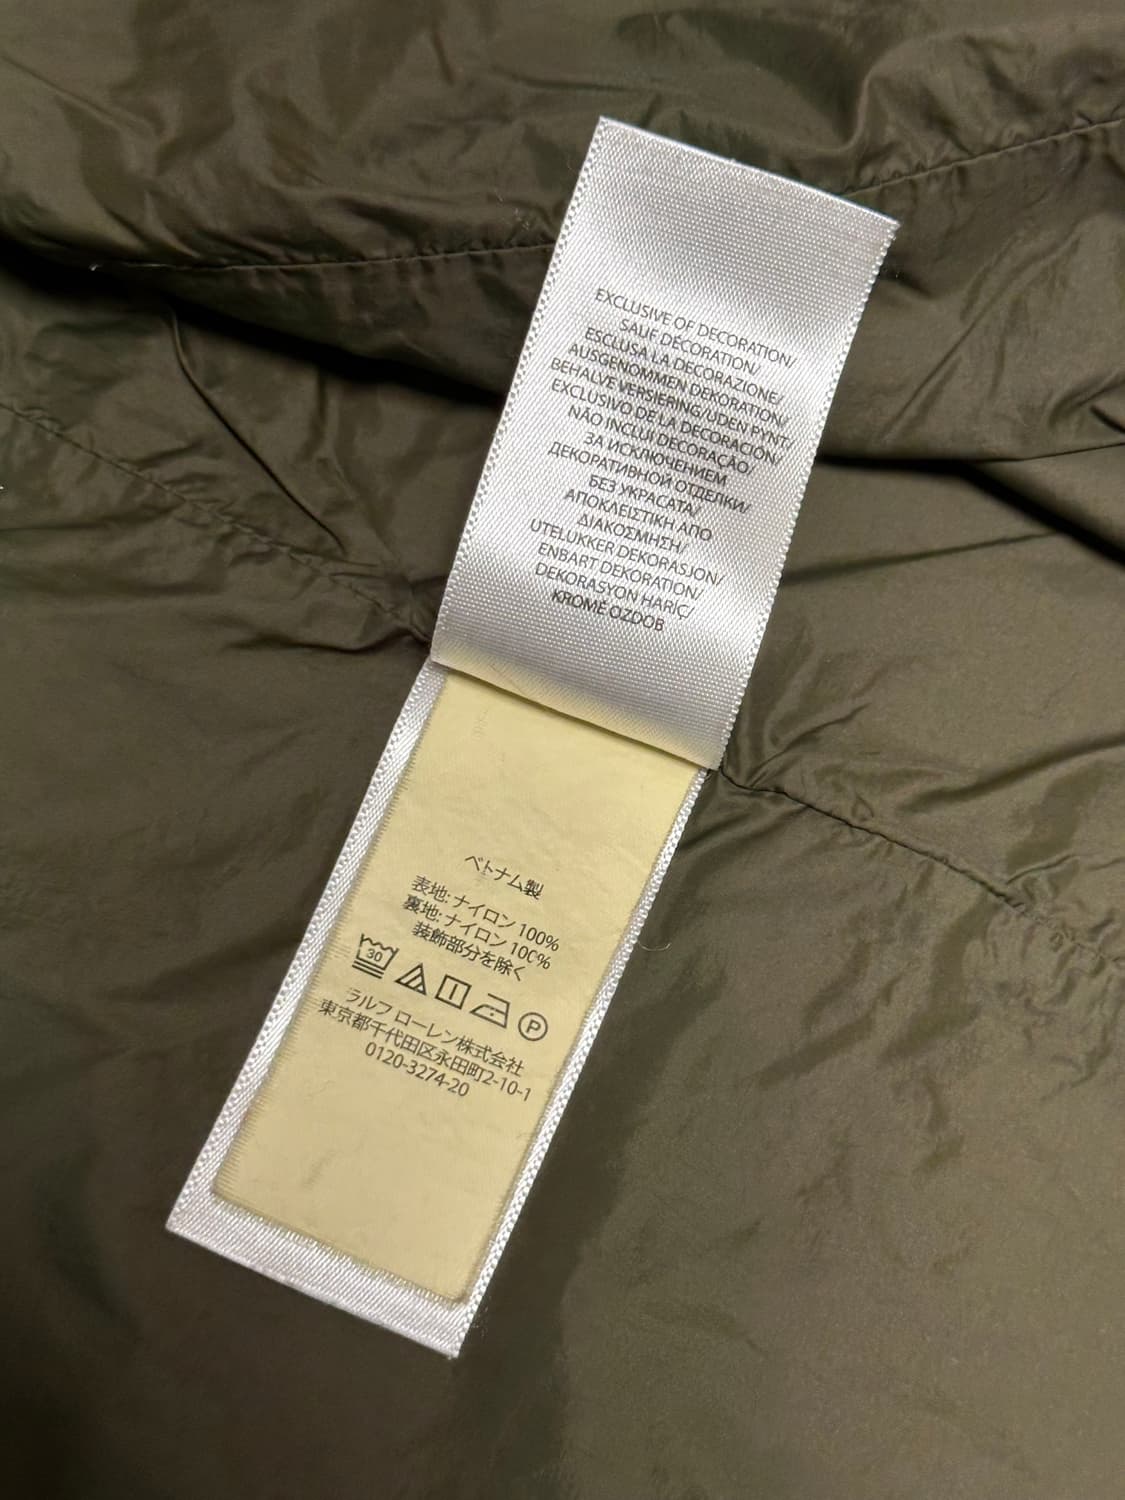 EXCLUSIVE OF DECORATION/
SAUF DÉCORATION/
ESCLUSA LA DECORAZIONE/
AUSGENOMMEN DEKORATION/
BEHALVE VERSIERING/UDEN PYNT/
EXCLUSIVO DE LA DECORACIÓN/
NÃO INCLUI DECORAÇÃO/
ЗА ИСКЛЮЧЕНИЕМ
ДЕКОРАТИВНОЙ ОТДЕЛКИ/
БЕЗ УКРАСАТА/
ΑΠΟΚΛΕΙΣΤΙΚΗ ΑΠΟ
ΔΙΑΚΟΣΜΗΣΗ/
UTELUKKER DEKORASJON/
ENBART DEKORATION/
DEKORASYON HARİÇ/
KROMĚ OZDOB
ベトナム製
表地: ナイロン 100%
裏地: ナイロン 100%
装飾部分を除く
30 P
ラルフ ローレン株式会社
東京都千代田区永田町2-10-1
0120-3274-20